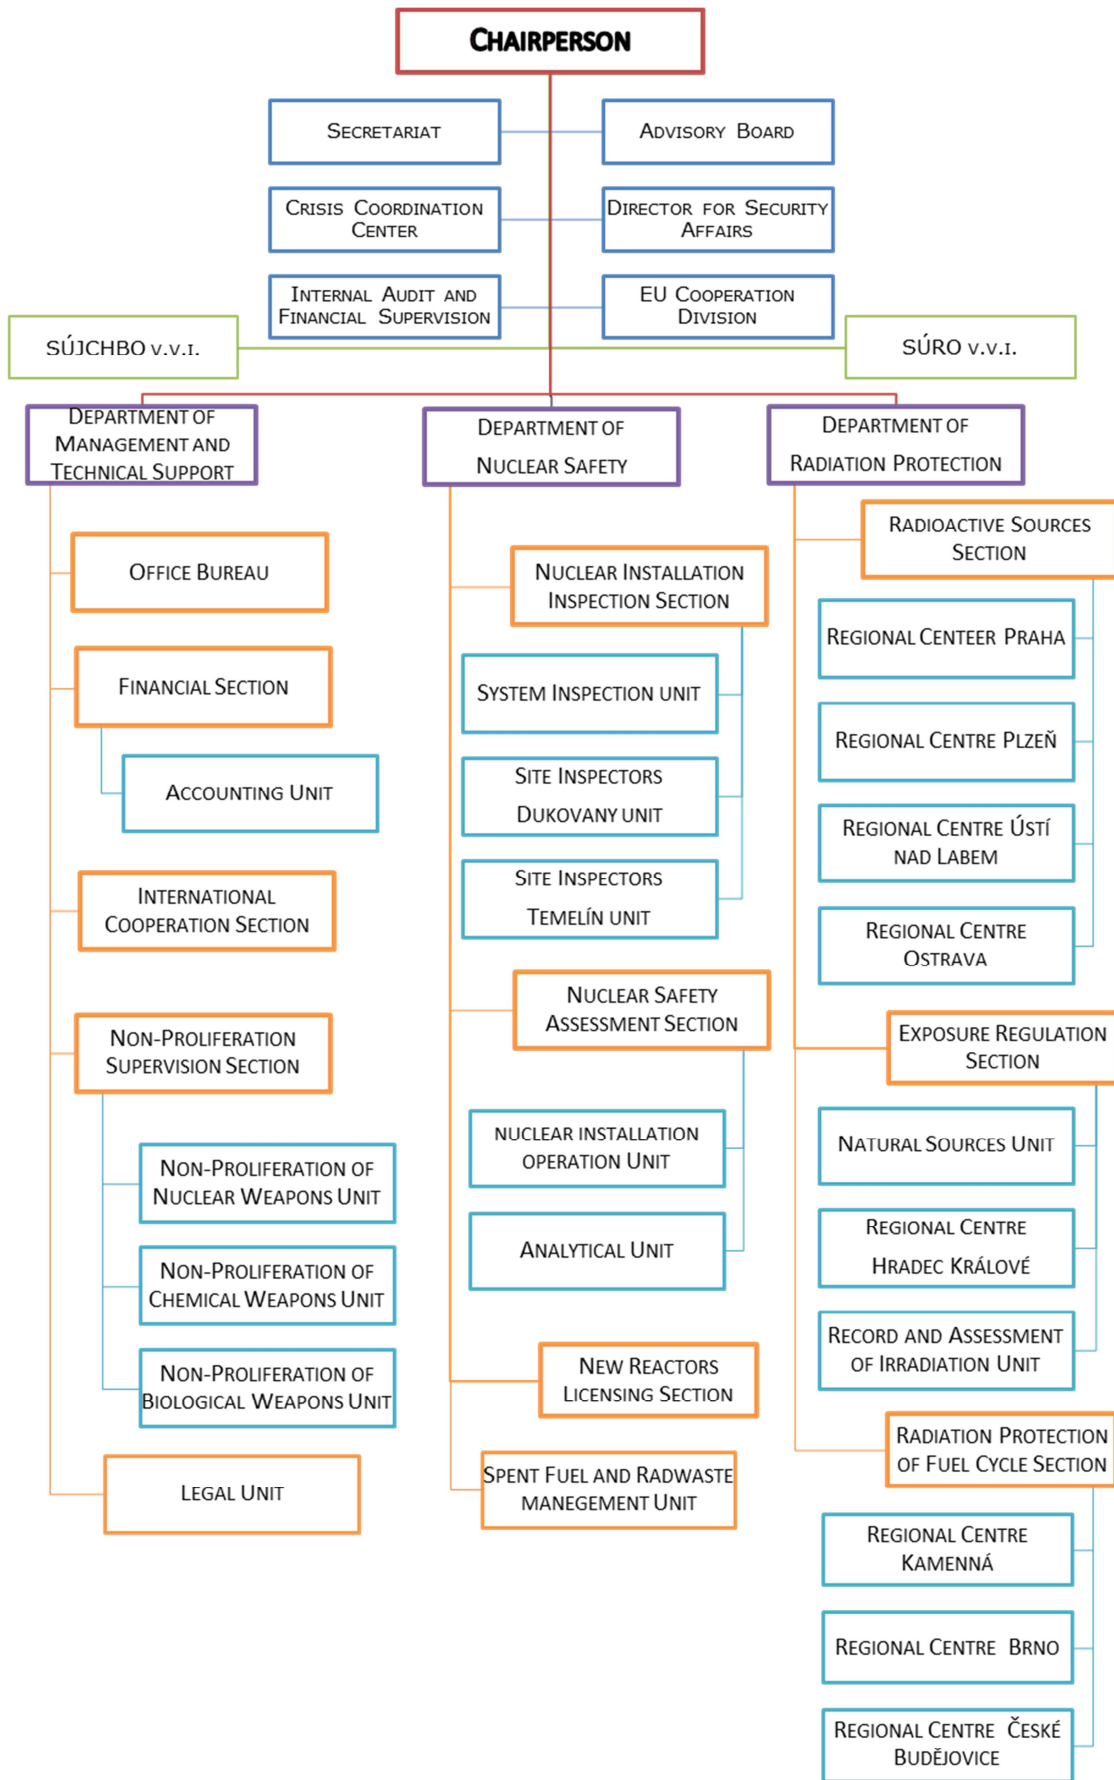 CHAIRPERSON
SECRETARIAT
ADVISORY BOARD
CRISIS COORDINATION
CENTER
DIRECTOR FOR SECURITY
AFFAIRS
INTERNAL AUDIT AND
FINANCIAL SUPERVISION
EU COOPERATION
DIVISION
SÚJCHBO V.V.I.
SÚRO V.V.I.
DEPARTMENT OF
MANAGEMENT AND
TECHNICAL SUPPORT
OFFICE BUREAU
FINANCIAL SECTION
ACCOUNTING UNIT
INTERNATIONAL
COOPERATION SECTION
NON-PROLIFERATION
SUPERVISION SECTION
NON-PROLIFERATION OF
NUCLEAR WEAPONS UNIT
NON-PROLIFERATION OF
CHEMICAL WEAPONS UNIT
NON-PROLIFERATION OF
BIOLOGICAL WEAPONS UNIT
LEGAL UNIT
DEPARTMENT OF
NUCLEAR SAFETY
NUCLEAR INSTALLATION
INSPECTION SECTION
SYSTEM INSPECTION UNIT
SITE INSPECTORS
DUKOVANY UNIT
SITE INSPECTORS
TEMELÍN UNIT
NUCLEAR SAFETY
ASSESSMENT SECTION
NUCLEAR INSTALLATION
OPERATION UNIT
ANALYTICAL UNIT
NEW REACTORS
LICENSING SECTION
SPENT FUEL AND RADWASTE
MANEGEMENT UNIT
DEPARTMENT OF
RADIATION PROTECTION
RADIOACTIVE SOURCES
SECTION
REGIONAL CENTEER PRAHA
REGIONAL CENTRE PLZEŇ
REGIONAL CENTRE ÚSTÍ
NAD LABEM
REGIONAL CENTRE
OSTRAVA
EXPOSURE REGULATION
SECTION
NATURAL SOURCES UNIT
REGIONAL CENTRE
HRADEC KRÁLOVÉ
RECORD AND ASSESSMENT
OF IRRADIATION UNIT
RADIATION PROTECTION
OF FUEL CYCLE SECTION
REGIONAL CENTRE
KAMENNÁ
REGIONAL CENTRE BRNO
REGIONAL CENTRE ČESKÉ
BUDĚJOVICE